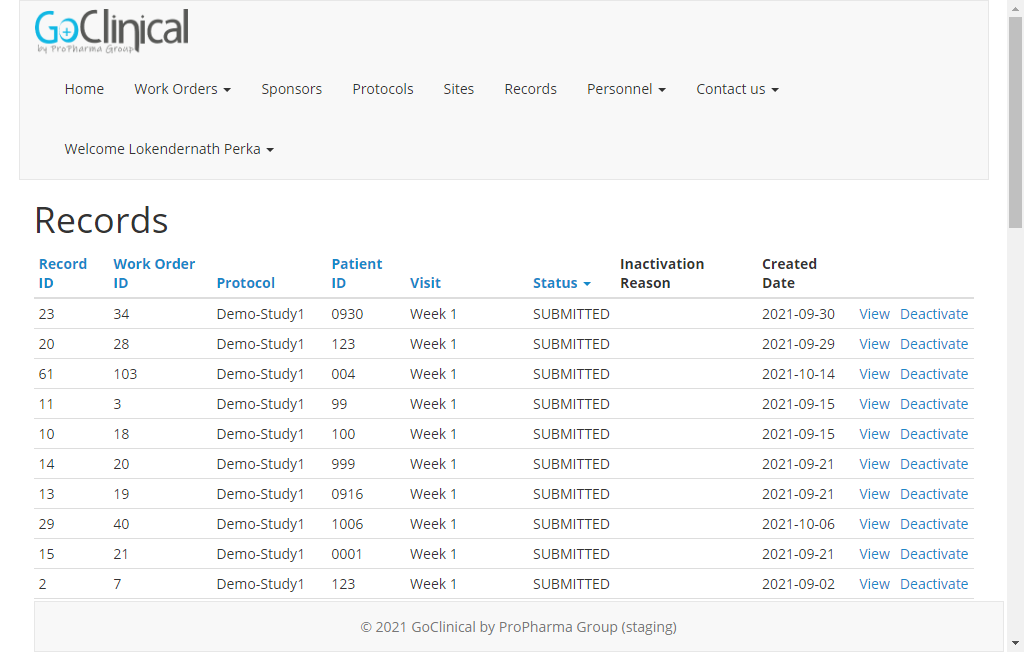 GoClinical
by ProPharma Group
Home Work Orders Sponsors Protocols Sites Records Personnel Contact us
Welcome Lokendernath Perka
Records
Record ID Work Order ID Protocol Patient ID Visit Status Inactivation Reason Created Date
23 34 Demo-Study1 0930 Week 1 SUBMITTED 2021-09-30 View Deactivate
20 28 Demo-Study1 123 Week 1 SUBMITTED 2021-09-29 View Deactivate
61 103 Demo-Study1 004 Week 1 SUBMITTED 2021-10-14 View Deactivate
11 3 Demo-Study1 99 Week 1 SUBMITTED 2021-09-15 View Deactivate
10 18 Demo-Study1 100 Week 1 SUBMITTED 2021-09-15 View Deactivate
14 20 Demo-Study1 999 Week 1 SUBMITTED 2021-09-21 View Deactivate
13 19 Demo-Study1 0916 Week 1 SUBMITTED 2021-09-21 View Deactivate
29 40 Demo-Study1 1006 Week 1 SUBMITTED 2021-10-06 View Deactivate
15 21 Demo-Study1 0001 Week 1 SUBMITTED 2021-09-21 View Deactivate
2 7 Demo-Study1 123 Week 1 SUBMITTED 2021-09-02 View Deactivate
© 2021 GoClinical by ProPharma Group (staging)